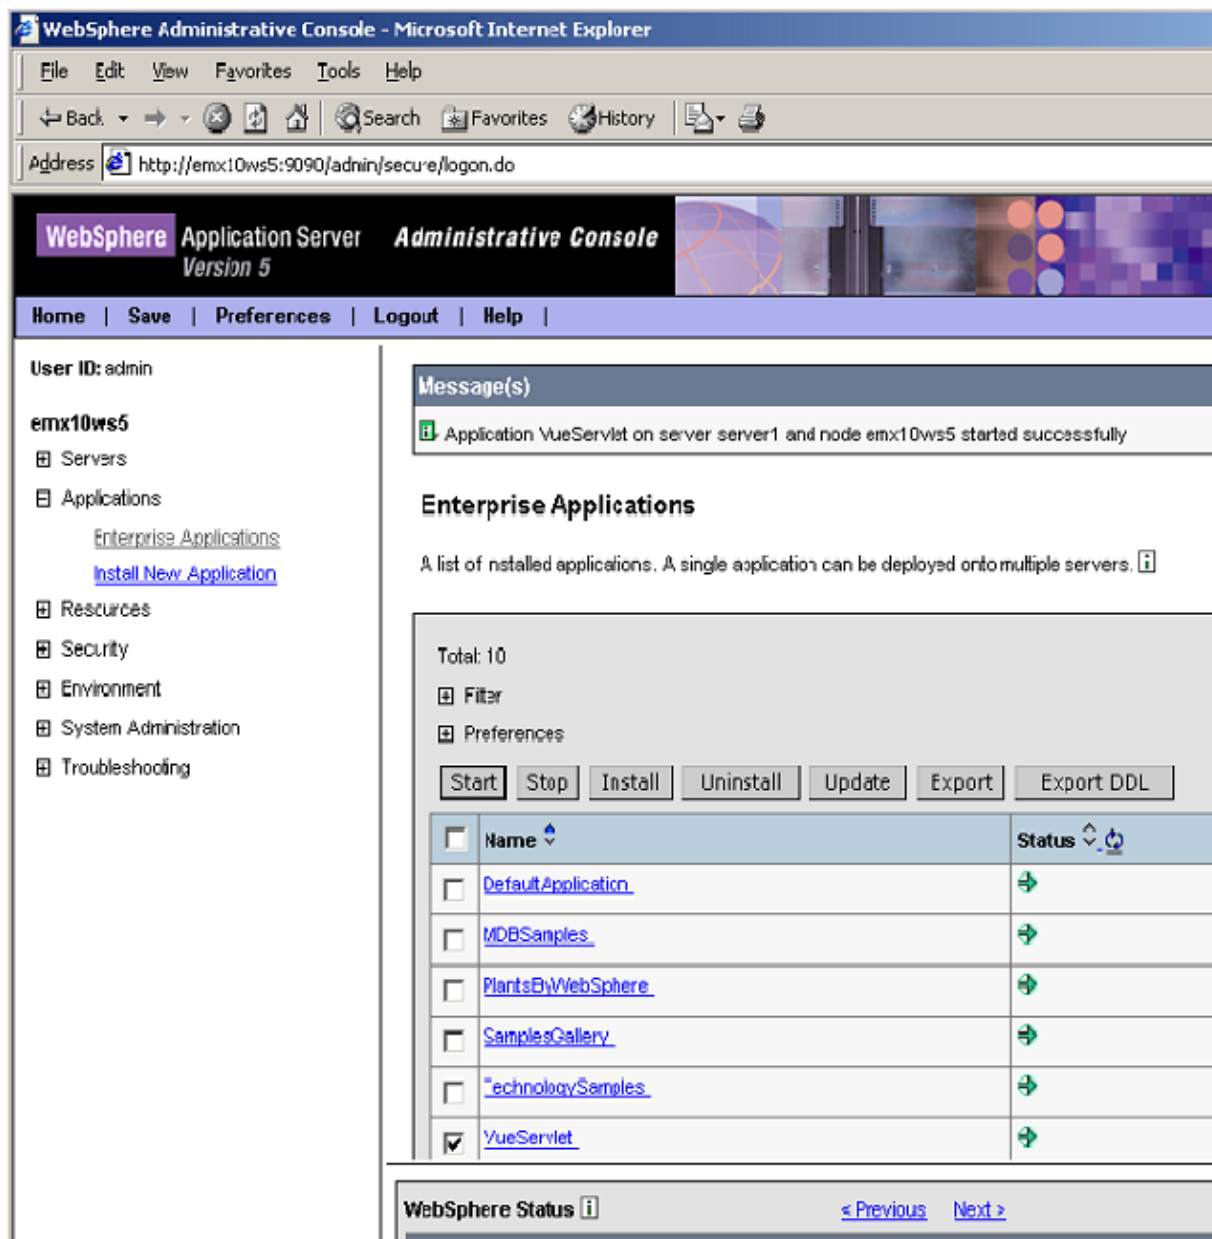 WebSphere Administrative Console - Microsoft Internet Explorer
File Edit View Favorites Tools Help
Back Search Favorites History
Address http://emx10ws5:9090/admin/secure/logon.do
WebSphere Application Server Administrative Console
Version 5
Home | Save | Preferences | Logout | Help |
User ID: admin
emx10ws5
Servers
Applications
Enterprise Applications
Install New Application
Resources
Security
Environment
System Administration
Troubleshooting
Message(s)
Application VueServlet on server server1 and node emx10ws5 started successfully
Enterprise Applications
A list of installed applications. A single application can be deployed onto multiple servers.
Total: 10
Filter
Preferences
Start Stop Install Uninstall Update Export Export DDL
Name Status
DefaultApplication
MDBSamples
PlantsByWebSphere
SamplesGallery
TechnologySamples
VueServlet
WebSphere Status < Previous Next >